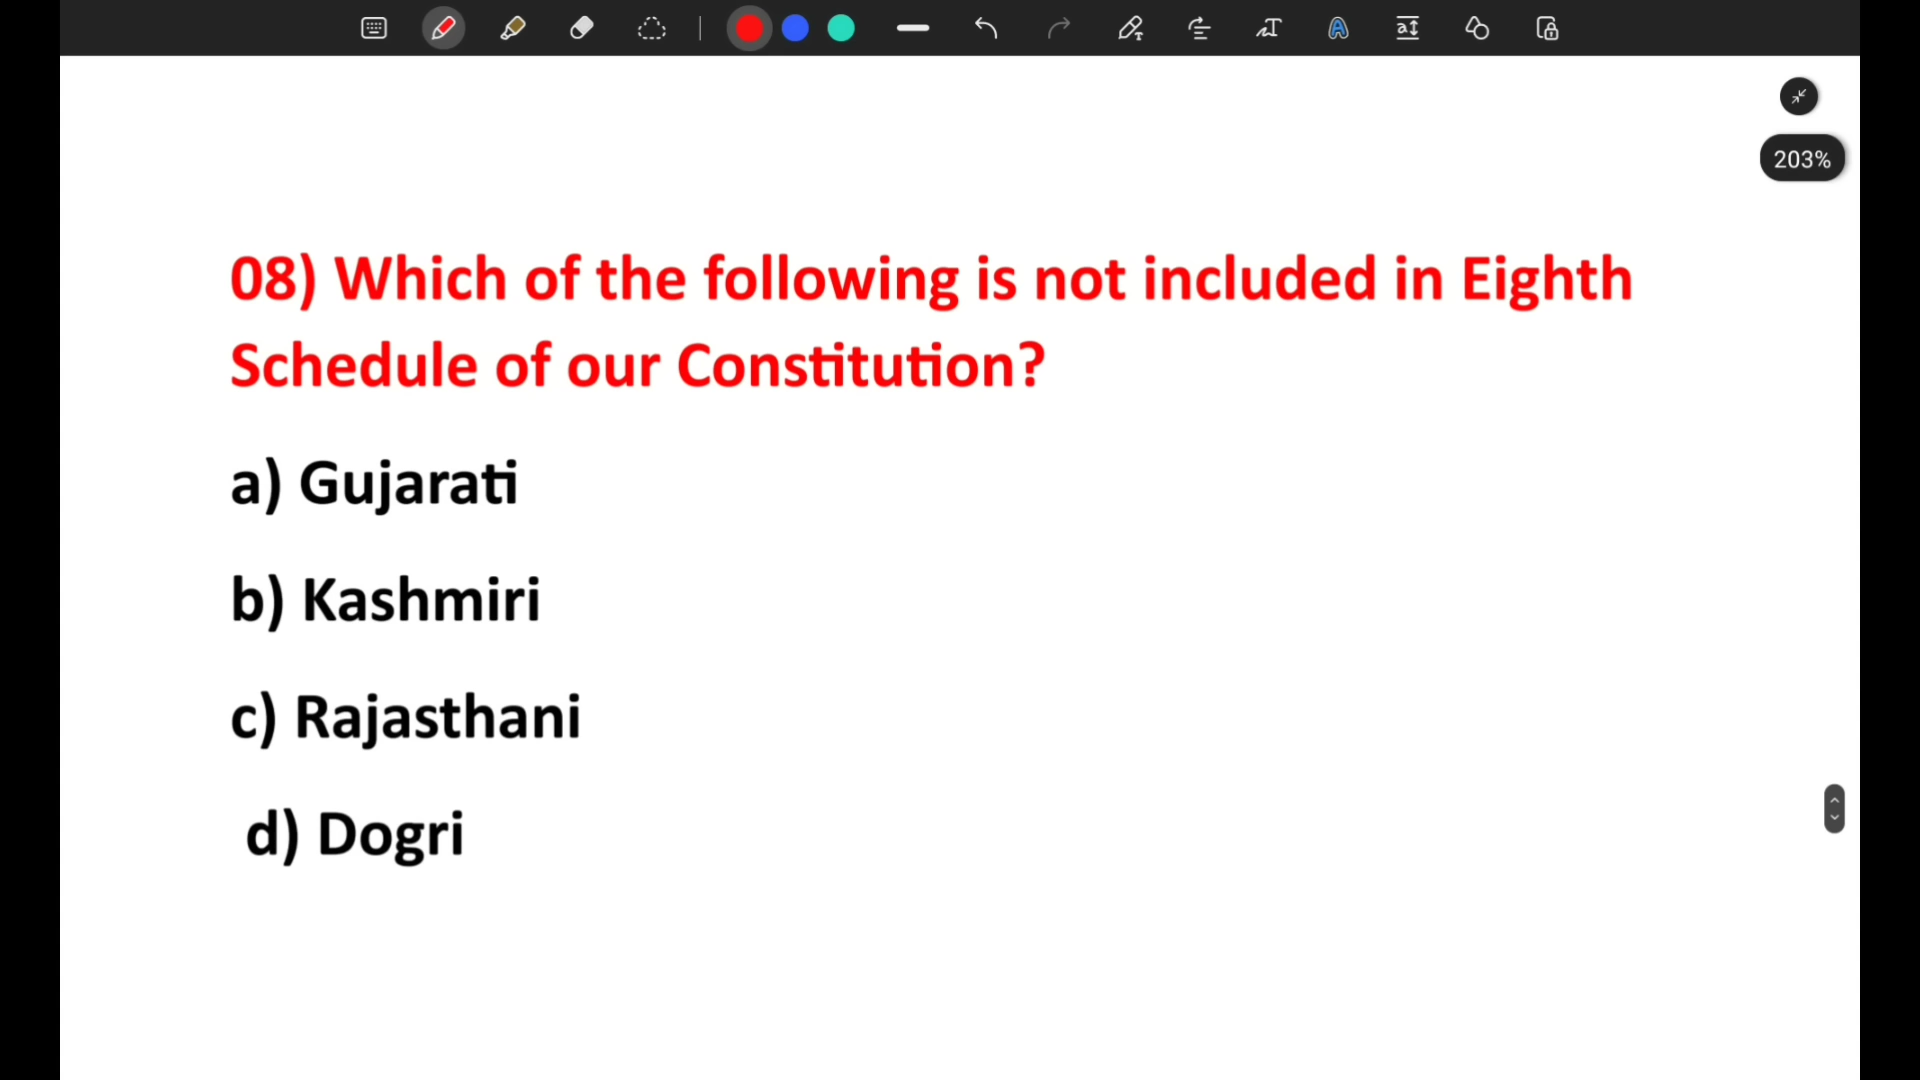 203%
08) Which of the following is not included in Eighth
Schedule of our Constitution?
a) Gujarati
b) Kashmiri
c) Rajasthani
d) Dogri